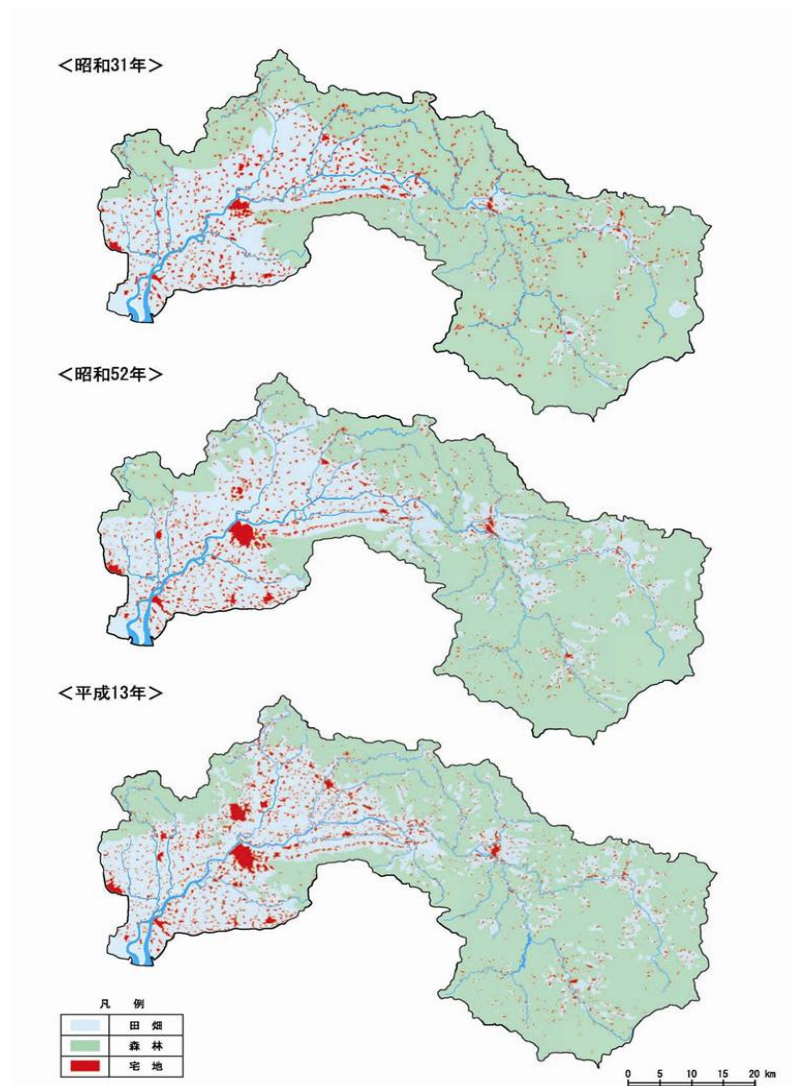 ＜昭和31年＞
＜昭和52年＞
＜平成13年＞
凡 例
田 畑
森 林
宅 地
0 5 10 15 20 km